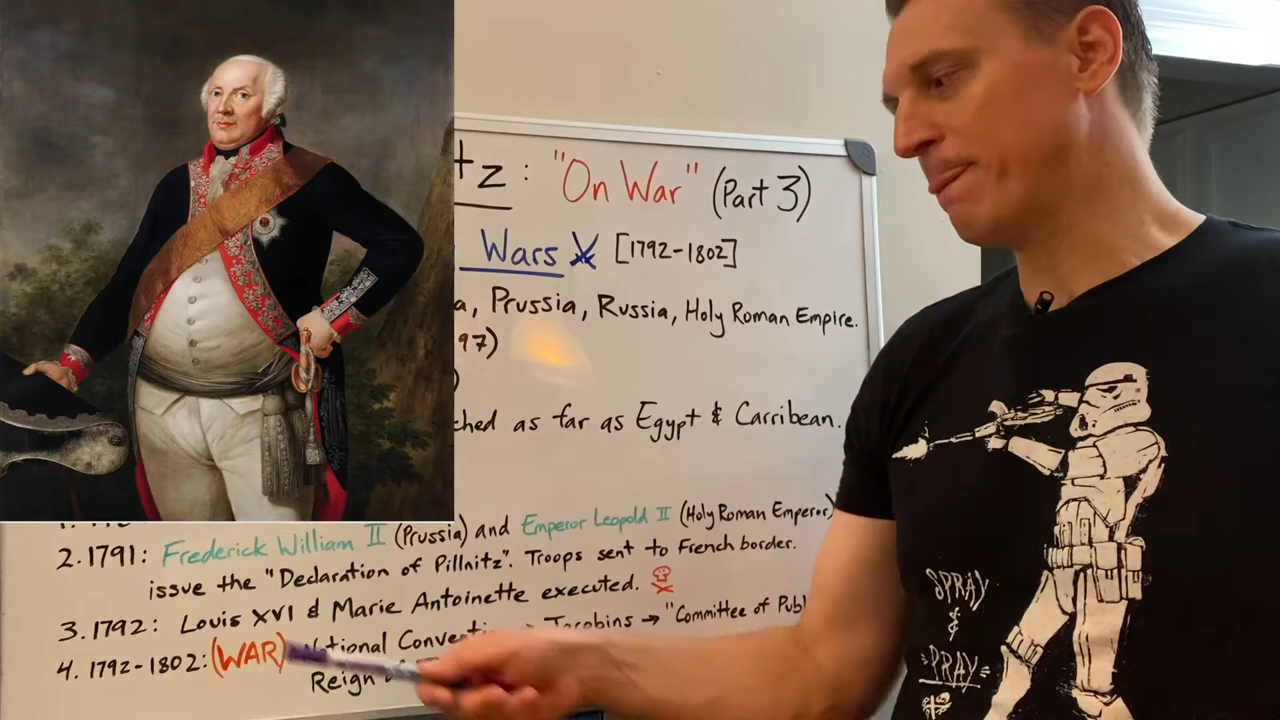 tz: "On War" (Part 3)
Wars [1792-1802]
a, Prussia, Russia, Holy Roman Empire.
97)
)
ched as far as Egypt & Carribean.
2. 1791: Frederick William II (Prussia) and Emperor Leopold II (Holy Roman Emperor)
issue the "Declaration of Pillnitz". Troops sent to French border.
3. 1792: Louis XVI & Marie Antoinette executed.
4. 1792-1802: (WAR) National Convention → Jacobins → "Committee of Publ
Reign
SPRAY
&
"PRAY"